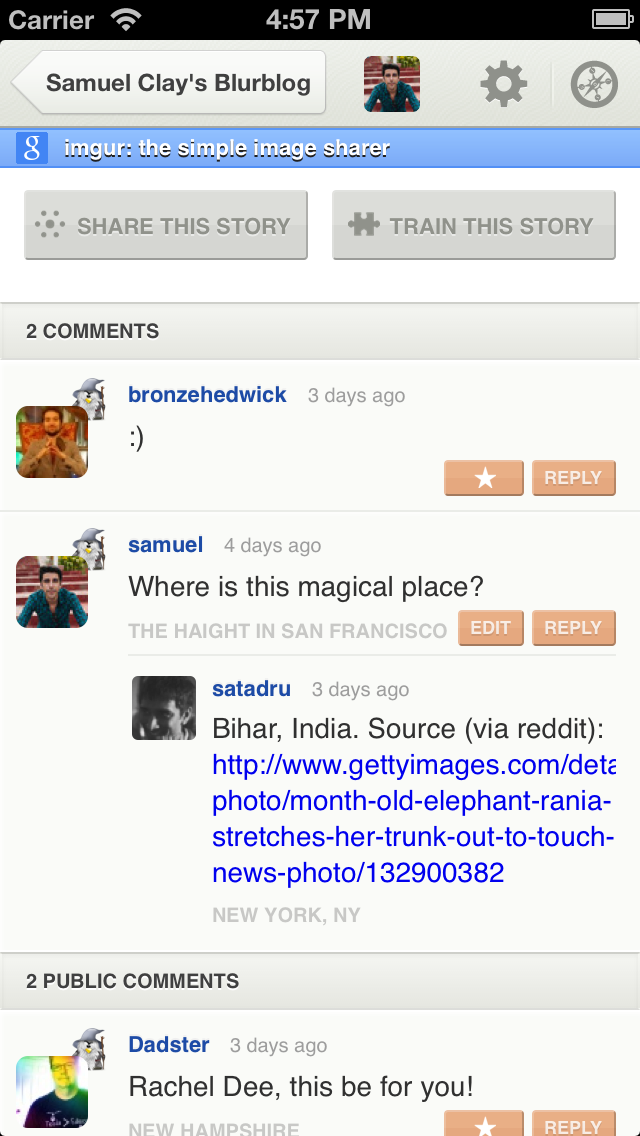 Carrier 4:57 PM
Samuel Clay's Blurblog
g imgur: the simple image sharer
SHARE THIS STORY TRAIN THIS STORY
2 COMMENTS
bronzehedwick 3 days ago
:)
★ REPLY
samuel 4 days ago
Where is this magical place?
THE HAIGHT IN SAN FRANCISCO EDIT REPLY
satadru 3 days ago
Bihar, India. Source (via reddit):
http://www.gettyimages.com/deta
photo/month-old-elephant-rania-
stretches-her-trunk-out-to-touch-
news-photo/132900382
NEW YORK, NY
2 PUBLIC COMMENTS
Dadster 3 days ago
Rachel Dee, this be for you!
NEW HAMPSHIRE ★ REPLY